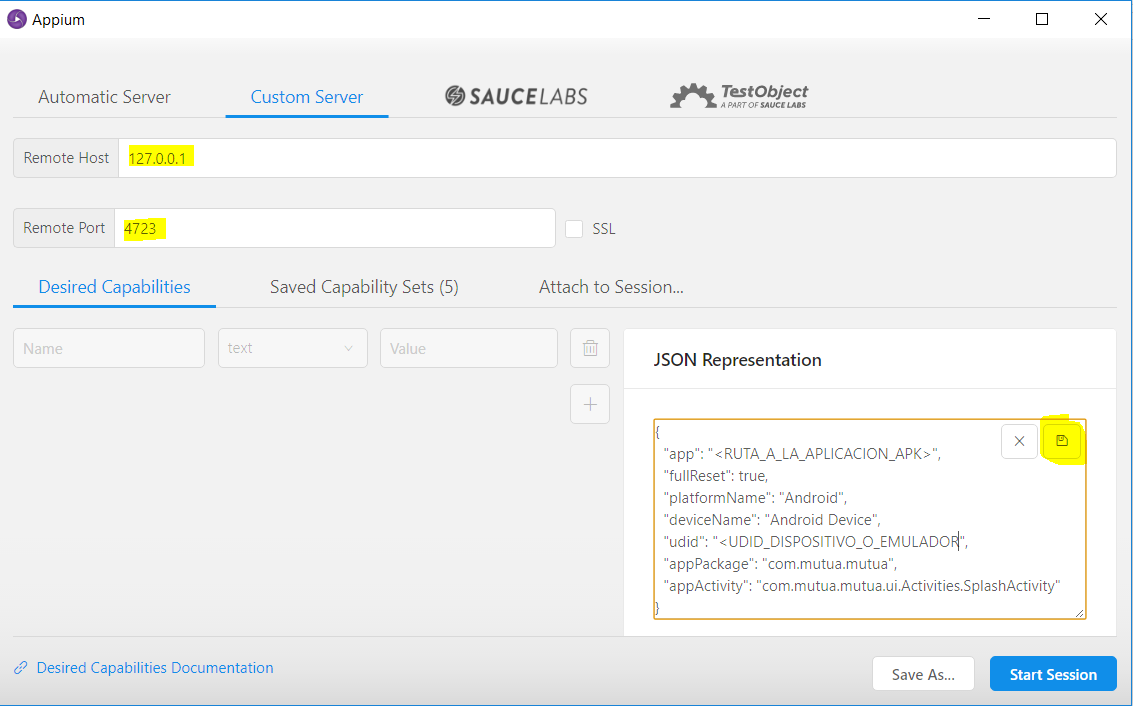 Appium
Automatic Server
Custom Server
SAUCELABS
TestObject
A PART OF SAUCE LABS
Remote Host
127.0.0.1
Remote Port
4723
SSL
Desired Capabilities
Saved Capability Sets (5)
Attach to Session...
Name
text
Value
JSON Representation
{
"app": "<RUTA_A_LA_APLICACION_APK>",
"fullReset": true,
"platformName": "Android",
"deviceName": "Android Device",
"udid": "<UDID_DISPOSITIVO_O_EMULADOR",
"appPackage": "com.mutua.mutua",
"appActivity": "com.mutua.mutua.ui.Activities.SplashActivity"
}
Desired Capabilities Documentation
Save As...
Start Session